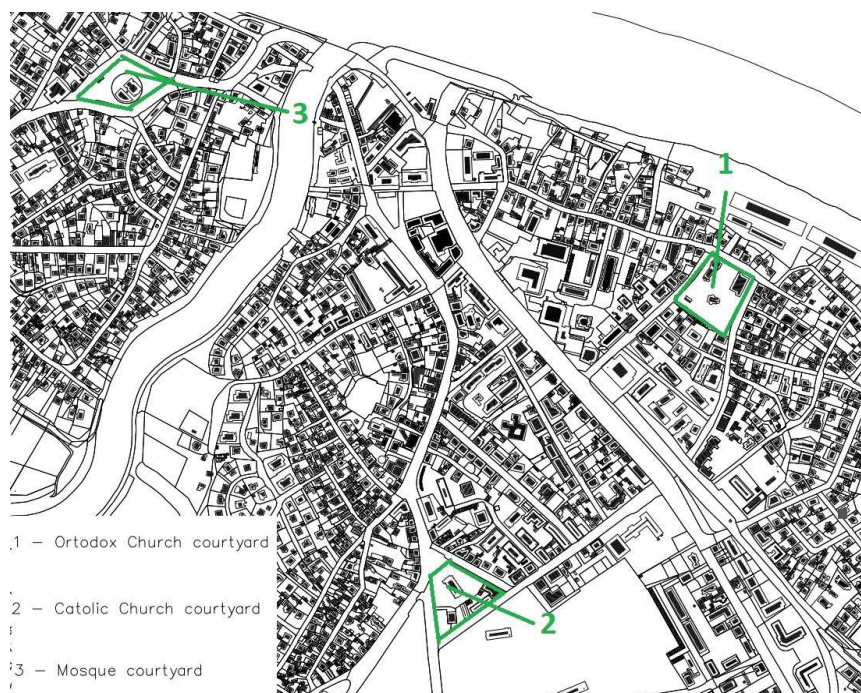 3
1
2
1 – Ortodox Church courtyard
2 – Catolic Church courtyard
3 – Mosque courtyard